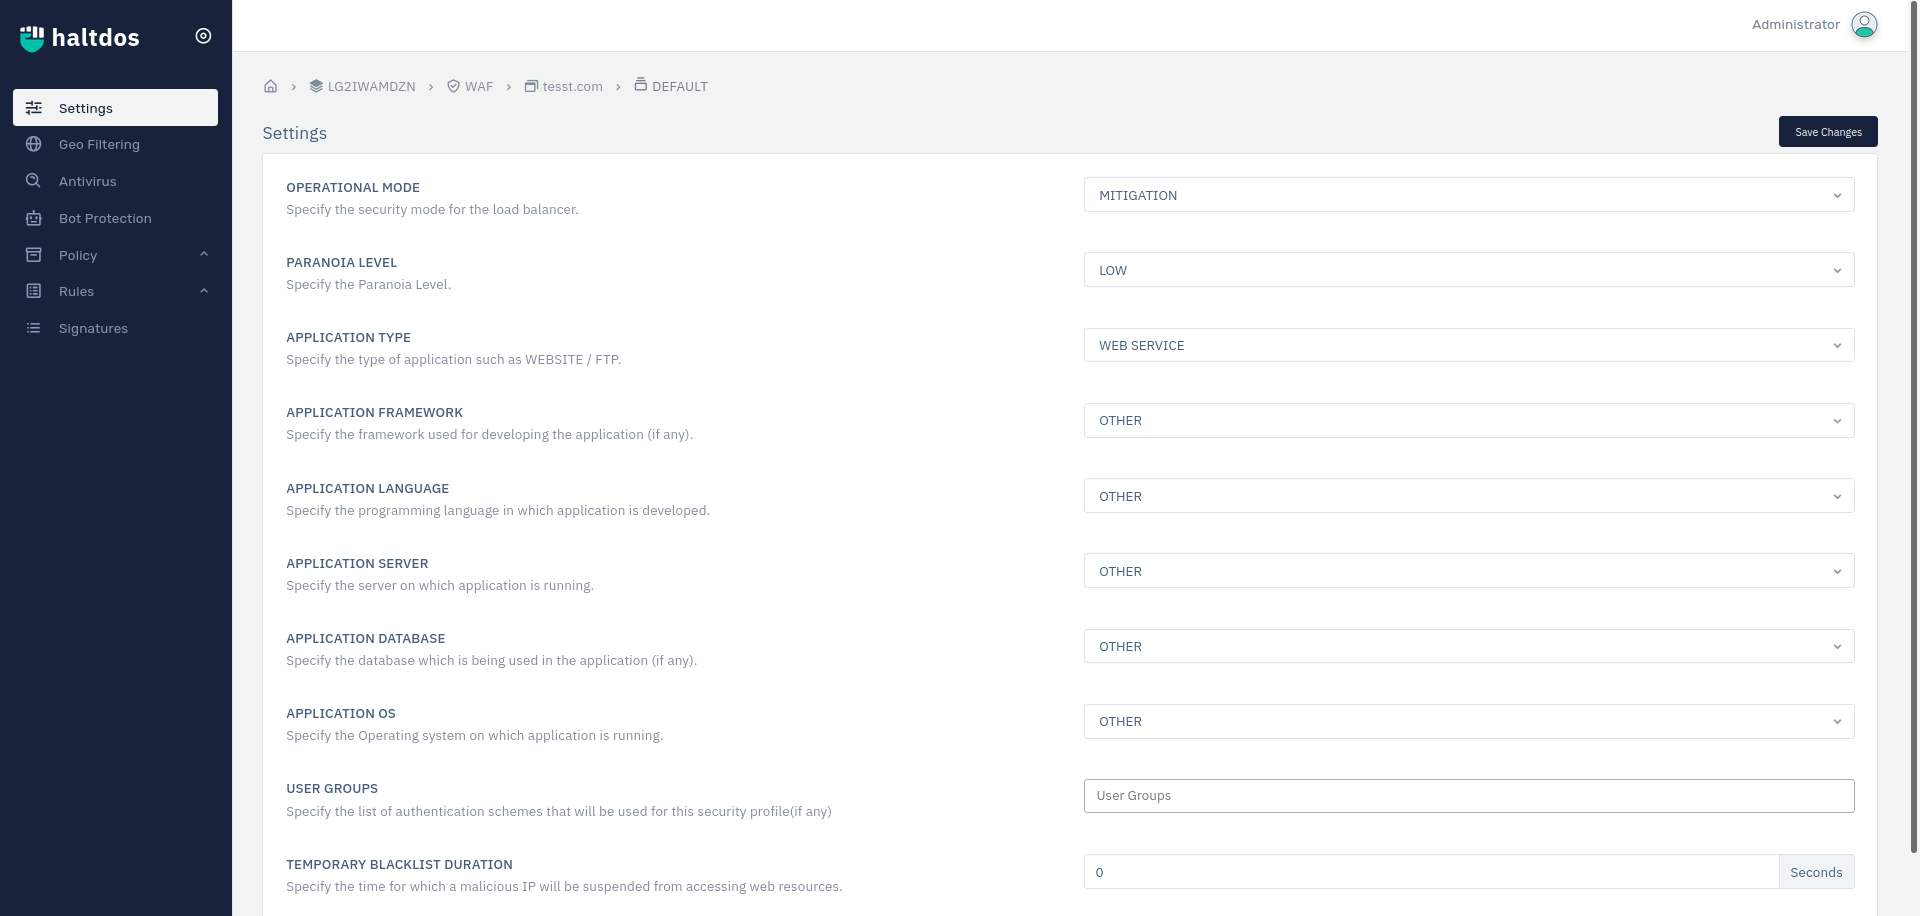 haltdos
Administrator
LG2IWAMDZN
WAF
tesst.com
DEFAULT
Settings
Geo Filtering
Antivirus
Bot Protection
Policy
Rules
Signatures
Settings
Save Changes
OPERATIONAL MODE
Specify the security mode for the load balancer.
MITIGATION
PARANOIA LEVEL
Specify the Paranoia Level.
LOW
APPLICATION TYPE
Specify the type of application such as WEBSITE / FTP.
WEB SERVICE
APPLICATION FRAMEWORK
Specify the framework used for developing the application (if any).
OTHER
APPLICATION LANGUAGE
Specify the programming language in which application is developed.
OTHER
APPLICATION SERVER
Specify the server on which application is running.
OTHER
APPLICATION DATABASE
Specify the database which is being used in the application (if any).
OTHER
APPLICATION OS
Specify the Operating system on which application is running.
OTHER
USER GROUPS
Specify the list of authentication schemes that will be used for this security profile(if any)
User Groups
TEMPORARY BLACKLIST DURATION
Specify the time for which a malicious IP will be suspended from accessing web resources.
0
Seconds